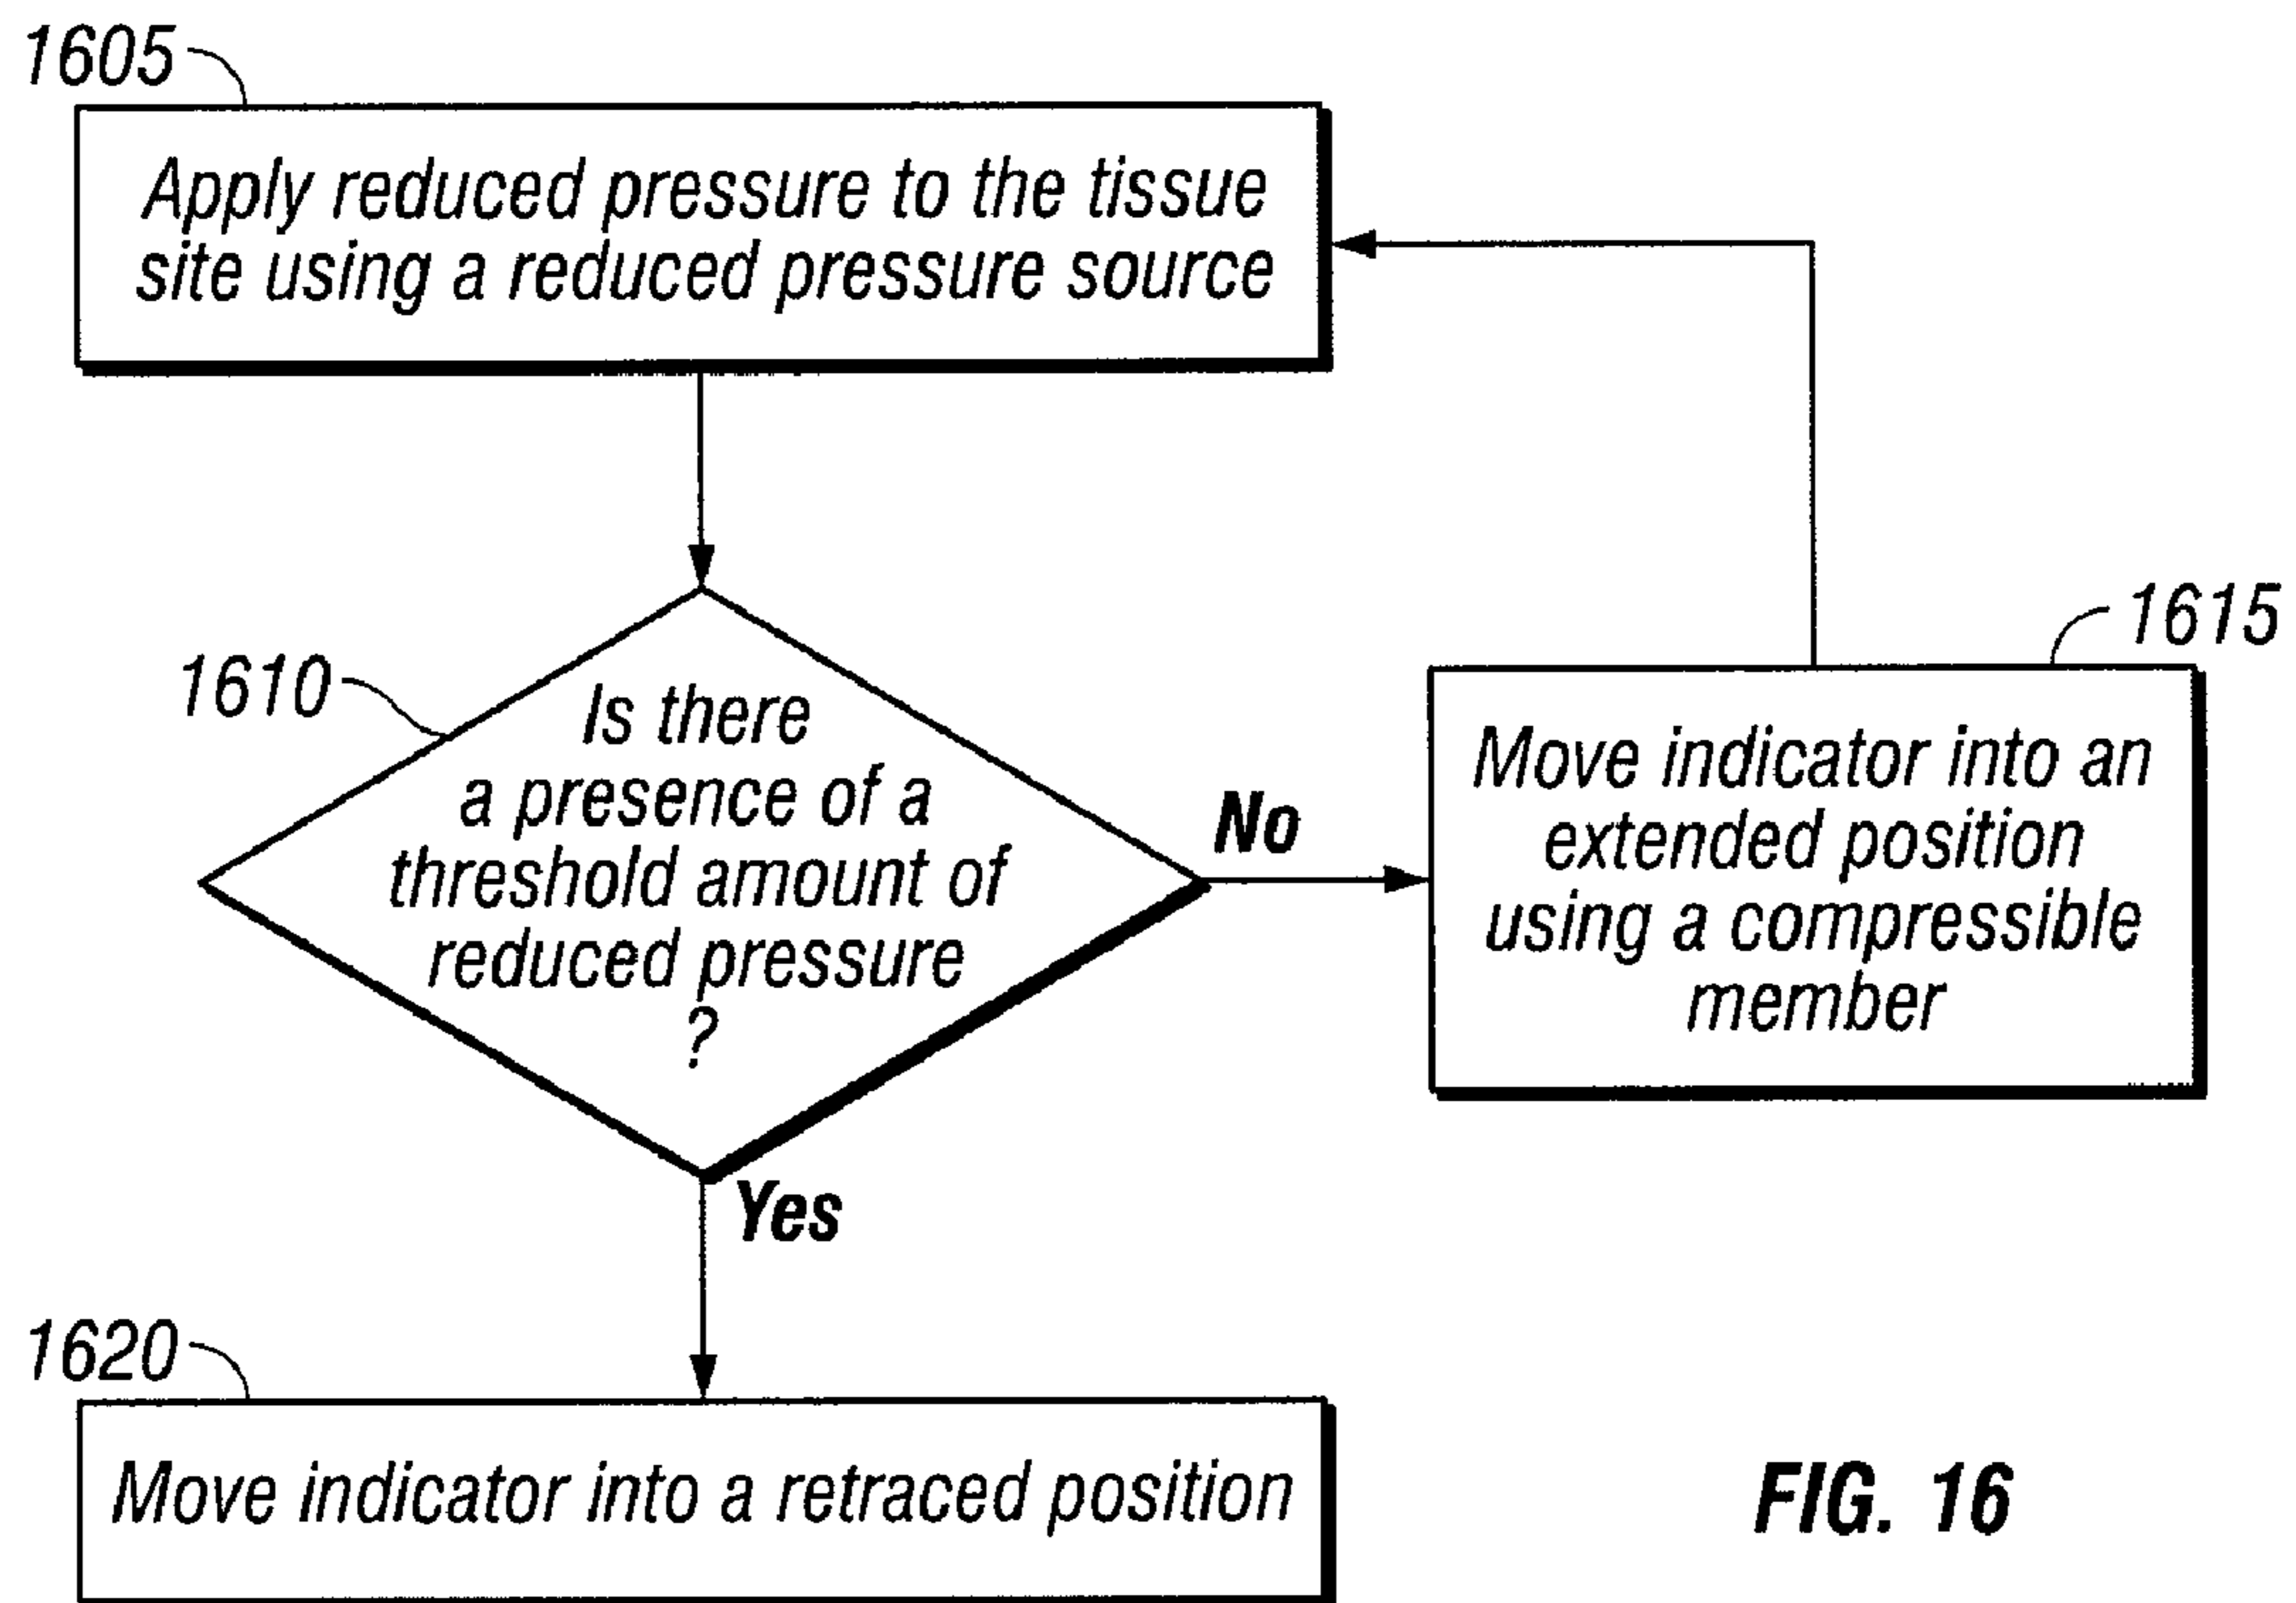 1605
Apply reduced pressure to the tissue
site using a reduced pressure source
1610
Is there
a presence of a
threshold amount of
reduced pressure
?
No
1615
Move indicator into an
extended position
using a compressible
member
Yes
1620
Move indicator into a retraced position
FIG. 16